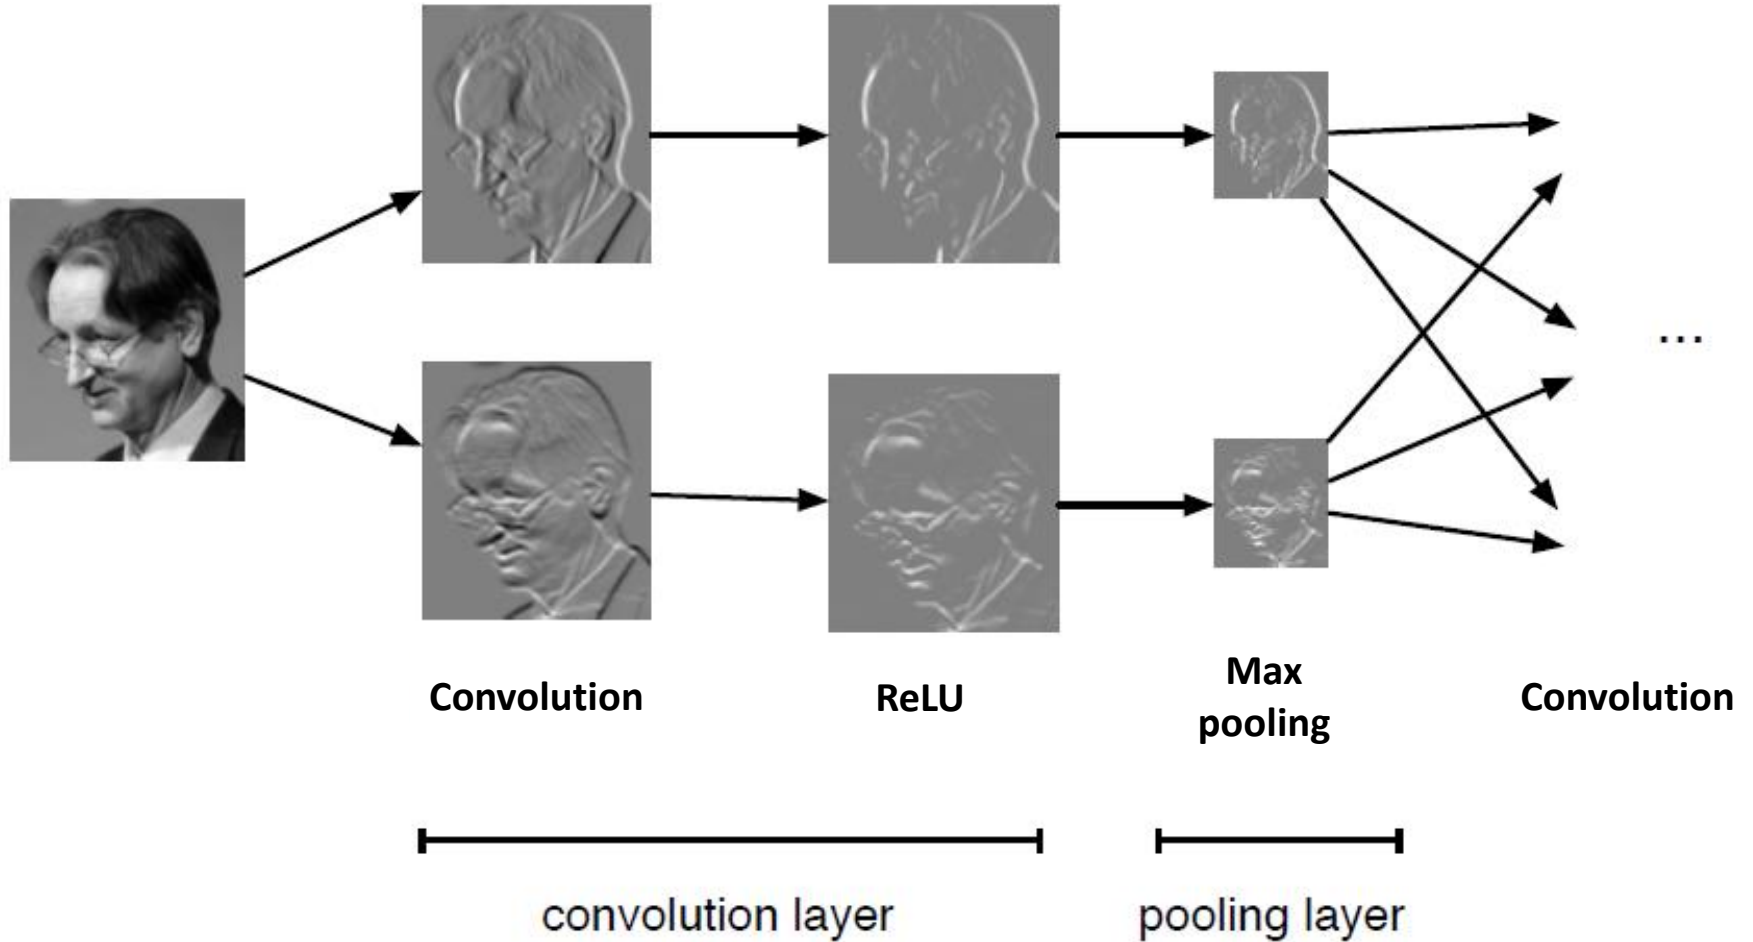 ...
Convolution
ReLU
Max
pooling
Convolution
convolution layer
pooling layer